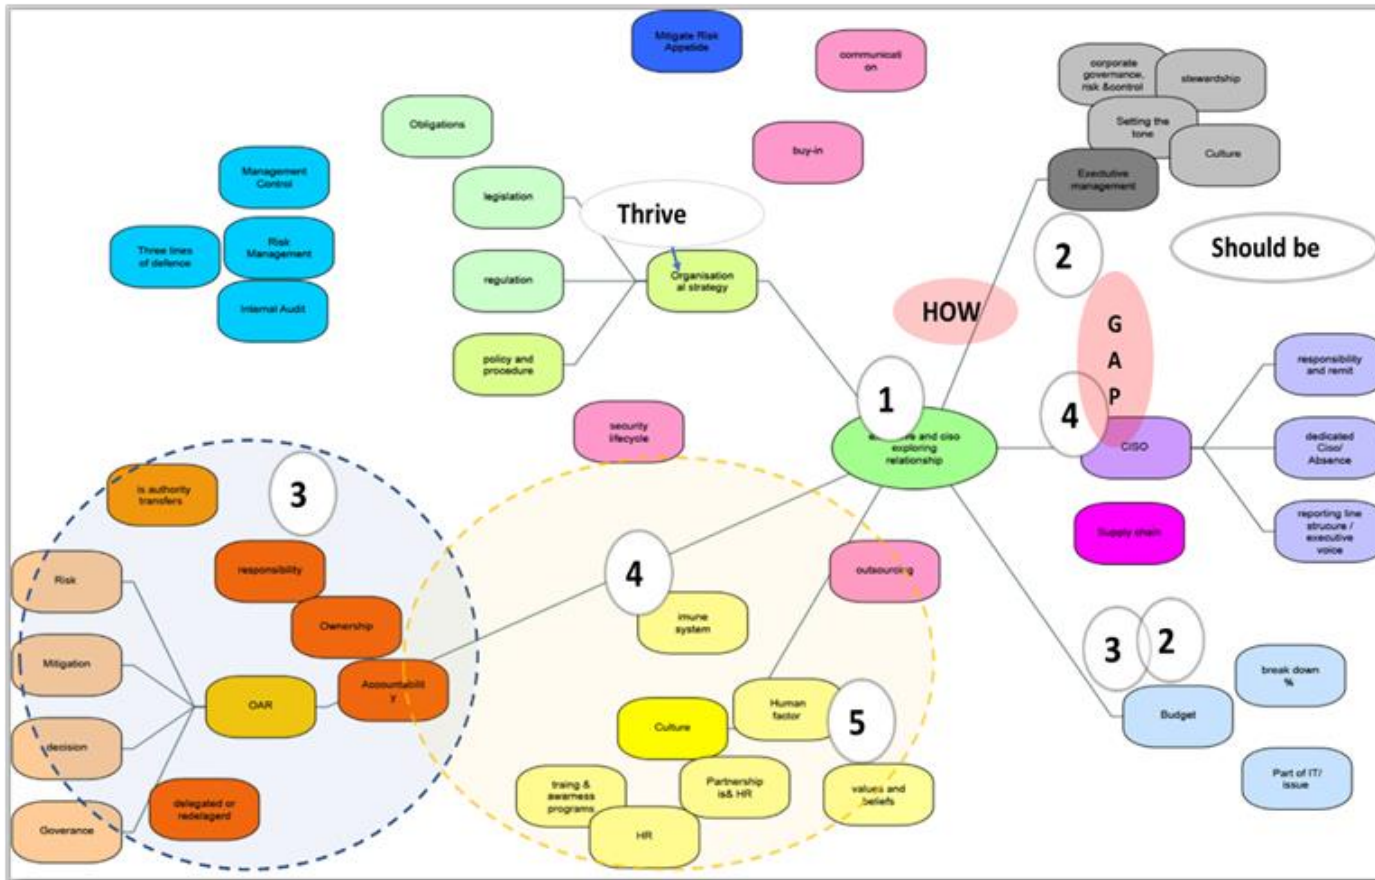 Mitigate Risk
Appetide
communicati
on
corporate
governance,
risk &control
stewardship
Setting the
tone
Culture
Obligations
buy-in
Management
Control
Executive
management
legislation
Thrive
Three lines
of defence
Risk
Management
2
Should be
regulation
Organisation
al strategy
HOW
G
A
P
Internal Audit
policy and
procedure
responsibility
and remit
1
4
security
lifecycle
and ciso
exploring
relationship
CISO
dedicated
Ciso/
Absence
is authority
transfers
3
Supply chain
reporting line
strucure /
executive
voice
Risk
responsibility
4
outsourcing
Ownership
imune
system
Mitigation
3
2
break down
%
OAR
Accountabilit
y
Culture
Human
factor
5
Budget
decision
traing &
awarness
programs
Partnership
is& HR
values and
beliefs
Part of IT/
issue
Goverance
delegated or
redelagerd
HR